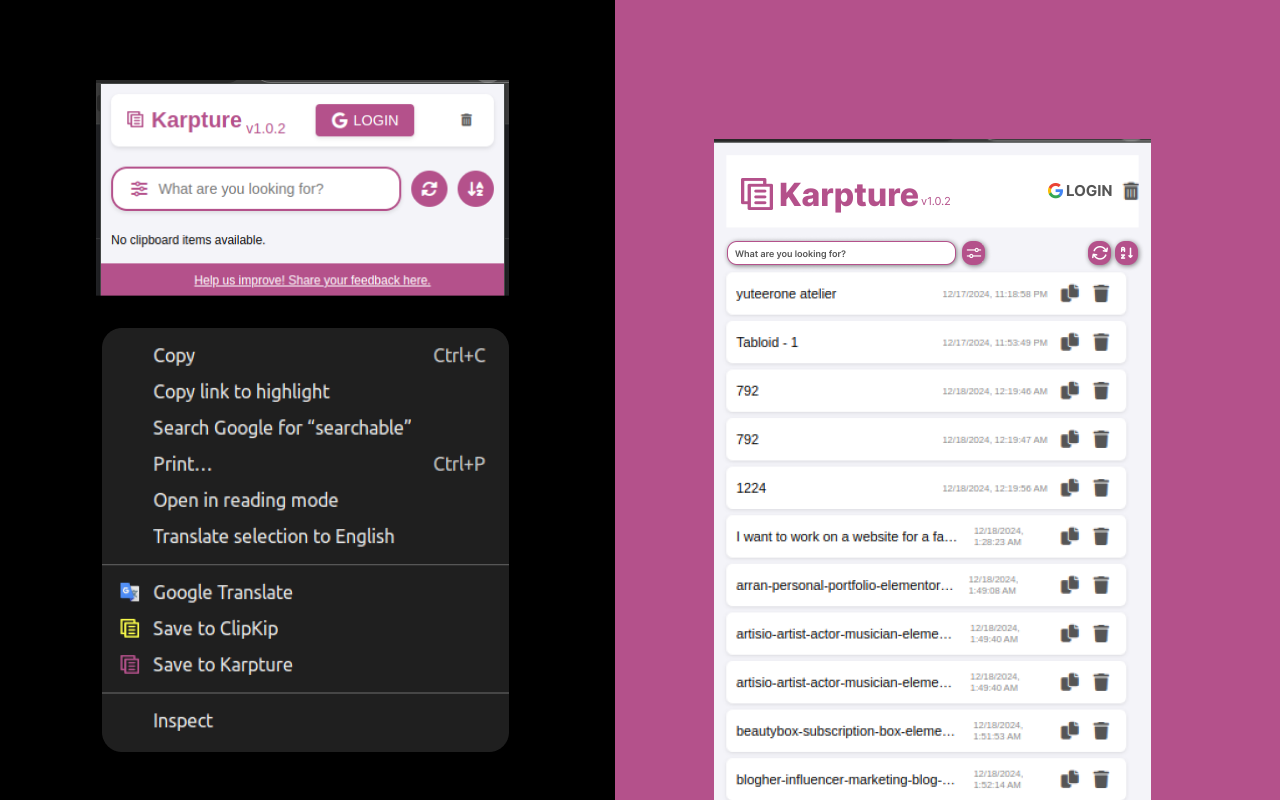 Karpture v1.0.2
LOGIN
What are you looking for?
No clipboard items available.
Help us improve! Share your feedback here.
Copy Ctrl+C
Copy link to highlight
Search Google for “searchable”
Print… Ctrl+P
Open in reading mode
Translate selection to English
Google Translate
Save to ClipKip
Save to Karpture
Inspect
Karpture v1.0.2
LOGIN
What are you looking for?
yuteerone atelier 12/17/2024, 11:18:58 PM
Tabloid - 1 12/17/2024, 11:53:49 PM
792 12/18/2024, 12:19:46 AM
792 12/18/2024, 12:19:47 AM
1224 12/18/2024, 12:19:56 AM
I want to work on a website for a fa… 12/18/2024,
1:28:23 AM
arran-personal-portfolio-elementor… 12/18/2024,
1:49:08 AM
artisio-artist-actor-musician-eleme… 12/18/2024,
1:49:40 AM
artisio-artist-actor-musician-eleme… 12/18/2024,
1:49:40 AM
beautybox-subscription-box-eleme… 12/18/2024,
1:51:53 AM
blogher-influencer-marketing-blog-… 12/18/2024,
1:52:14 AM